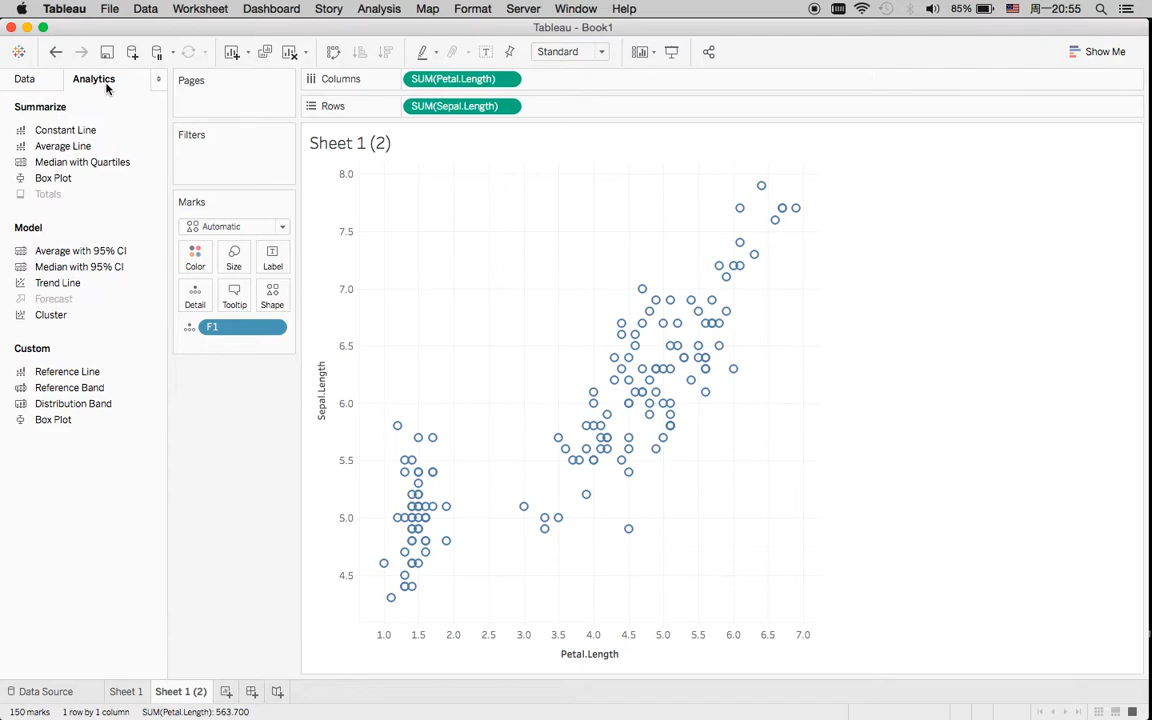 Tableau File Data Worksheet Dashboard Story Analysis Map Format Server Window Help 85% 周一20:55
Tableau - Book1
Standard Show Me
Data Analytics
Pages
Columns SUM(Petal.Length)
Rows SUM(Sepal.Length)
Summarize
Constant Line
Average Line
Median with Quartiles
Box Plot
Totals
Model
Average with 95% CI
Median with 95% CI
Trend Line
Forecast
Cluster
Custom
Reference Line
Reference Band
Distribution Band
Box Plot
Filters
Marks
Automatic
Color Size Label
Detail Tooltip Shape
F1
Sheet 1 (2)
8.0
7.5
7.0
6.5
6.0
5.5
5.0
4.5
Sepal.Length
1.0 1.5 2.0 2.5 3.0 3.5 4.0 4.5 5.0 5.5 6.0 6.5 7.0
Petal.Length
Data Source Sheet 1 Sheet 1 (2)
150 marks 1 row by 1 column SUM(Petal.Length): 563.700